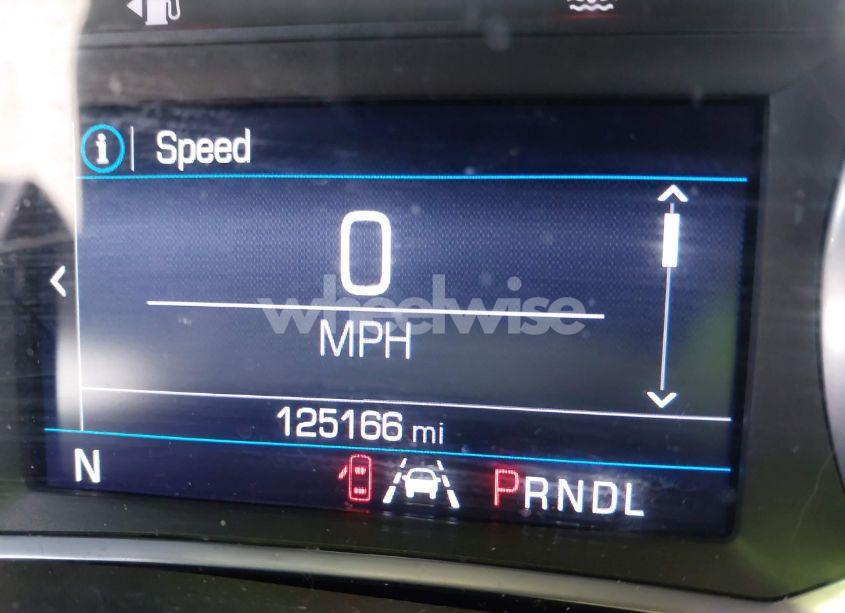 i Speed
0
wheelwise
MPH
125166 mi
N PRNDL